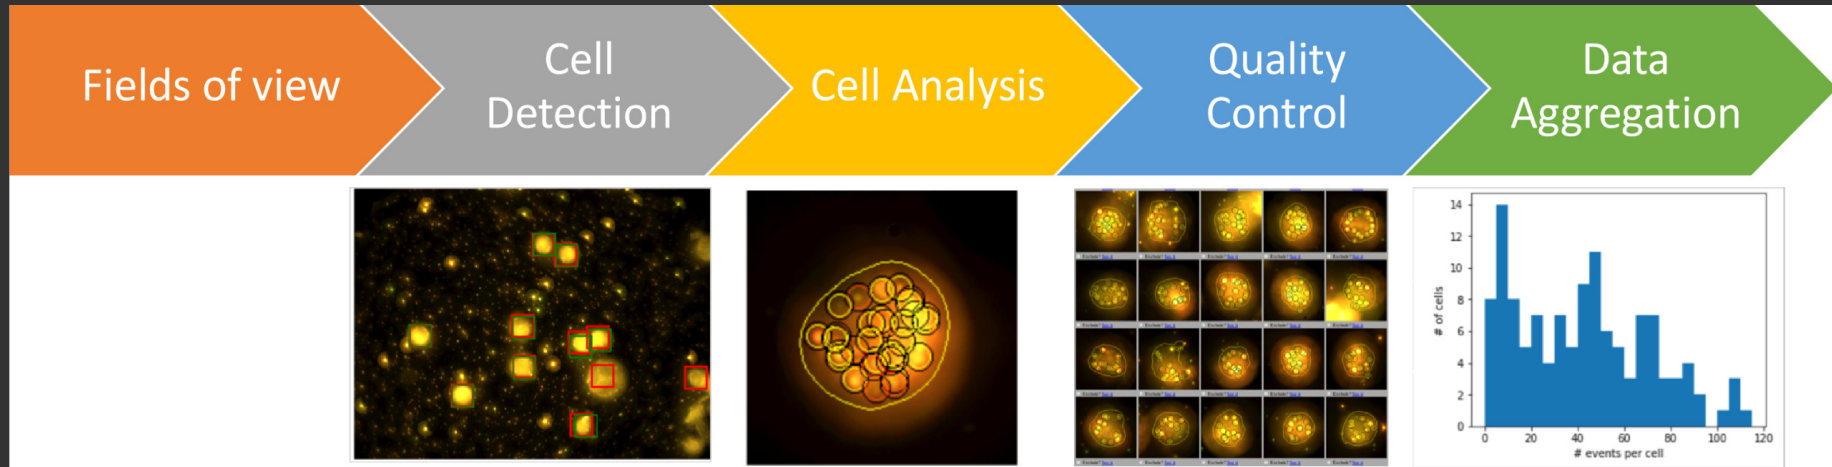 Fields of view
Cell
Detection
Cell Analysis
Quality
Control
Data
Aggregation
14
12
10
8
6
4
2
0
# of cells
0 20 40 60 80 100 120
# events per cell